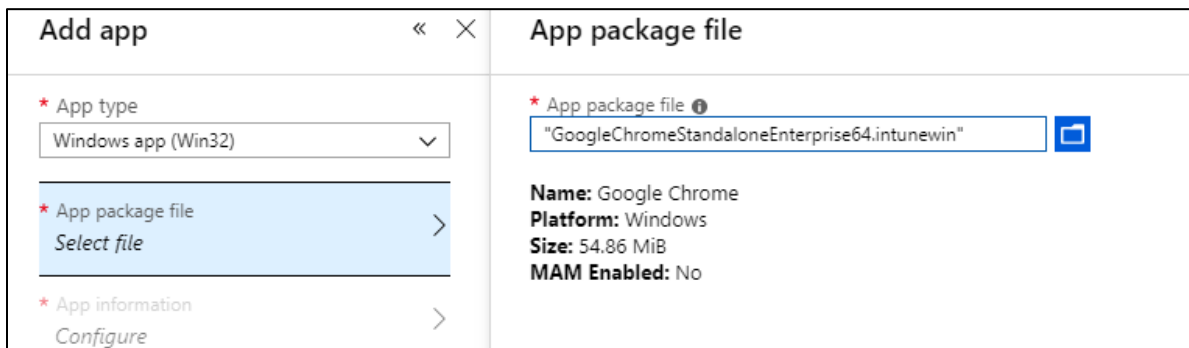 Add app
* App type
Windows app (Win32)
* App package file
Select file
* App information
Configure
App package file
* App package file
"GoogleChromeStandaloneEnterprise64.intunewin"
Name: Google Chrome
Platform: Windows
Size: 54.86 MiB
MAM Enabled: No